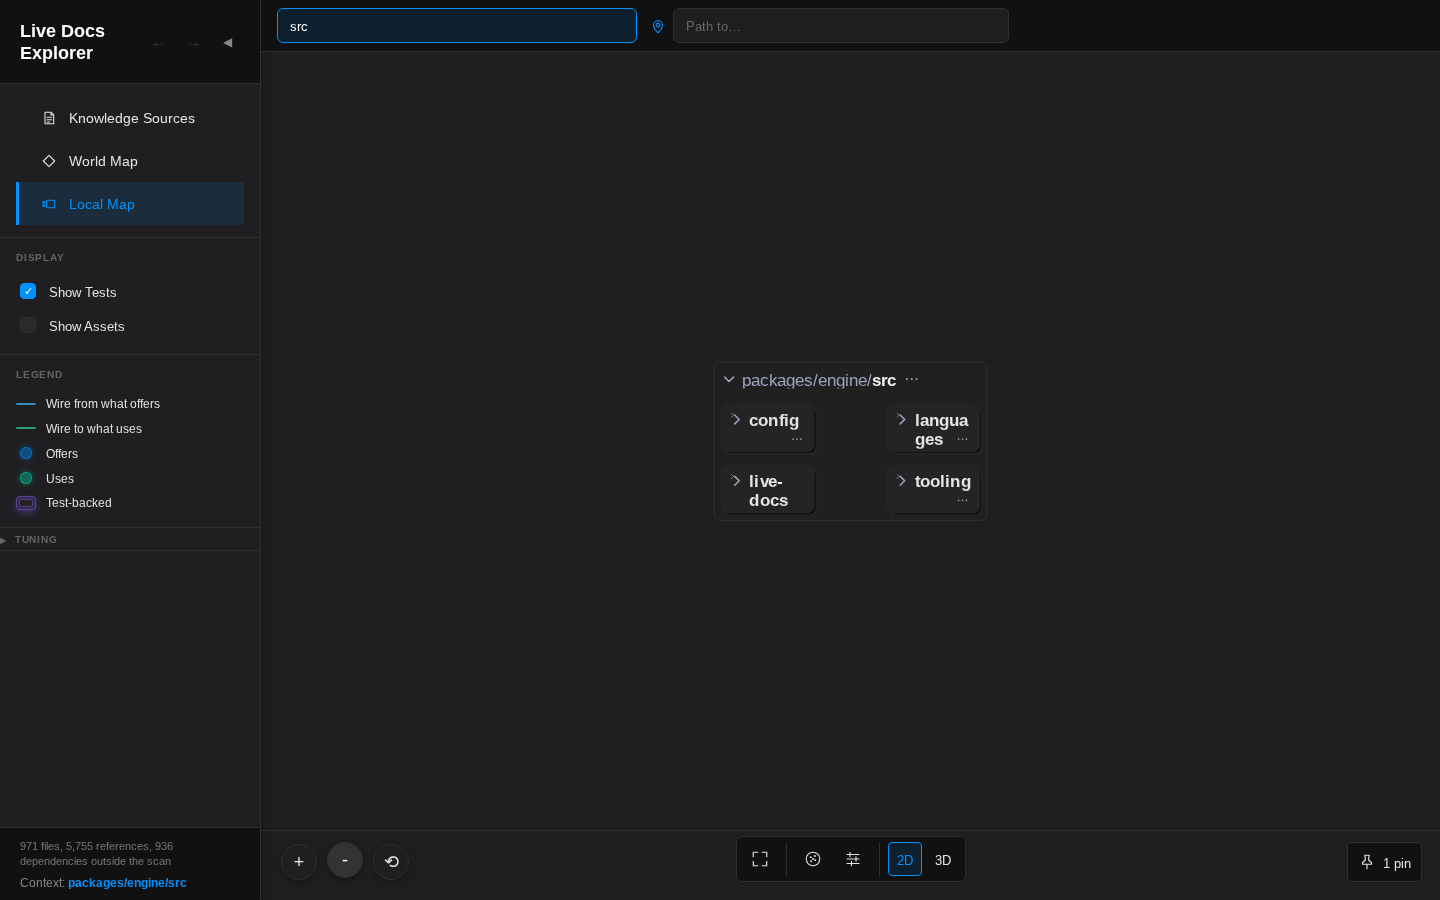 Live Docs
Explorer
← → ◀
src
Path to...
Knowledge Sources
World Map
Local Map
DISPLAY
✓ Show Tests
Show Assets
LEGEND
Wire from what offers
Wire to what uses
Offers
Uses
Test-backed
▶ TUNING
packages/engine/src ...
config
...
langua
ges ...
live-
docs
tooling
...
971 files, 5,755 references, 936
dependencies outside the scan
Context: packages/engine/src
+ - ⟲
2D 3D
1 pin